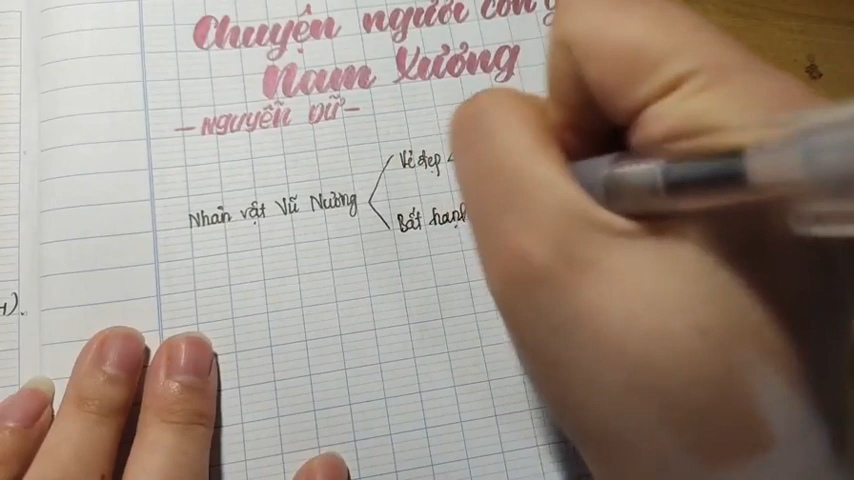 Chuyện người con
Nam Xương
- Nguyễn Dữ -
Vẻ đẹp
Nhân vật Vũ Nương
Bất hạnh